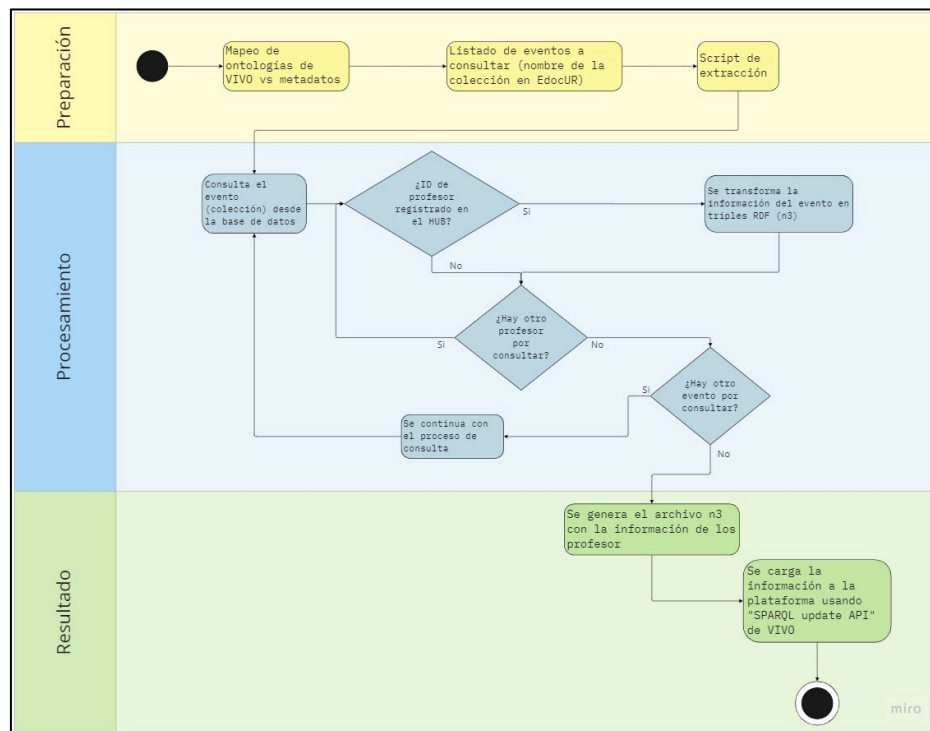 Preparación
Mapeo de
ontologías de
VIVO vs metadatos
Listado de eventos a
consultar (nombre de la
colección en EdocUR)
Script de
extracción
Procesamiento
Consulta el
evento
(colección) desde
la base de datos
¿ID de
profesor
registrado en
el HUB?
Si
Se transforma la
información del evento en
triples RDF (n3)
No
¿Hay otro
profesor por
consultar?
Si
No
¿Hay otro
evento por
consultar?
Si
Se continua con
el proceso de
consulta
No
Resultado
Se genera el archivo n3
con la información de los
profesor
Se carga la
información a la
plataforma usando
"SPARQL update API"
de VIVO
miro